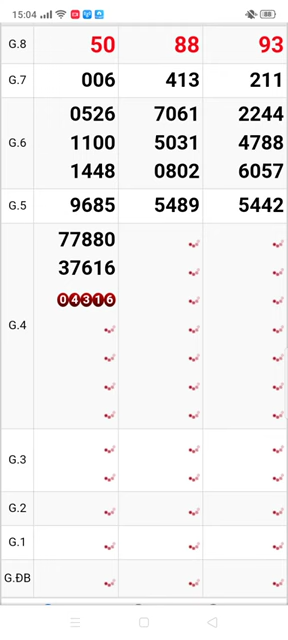 15:04 88
G.8 50 88 93
G.7 006 413 211
0526 7061 2244
G.6 1100 5031 4788
1448 0802 6057
G.5 9685 5489 5442
77880
37616
04316
G.4
G.3
G.2
G.1
G.ĐB